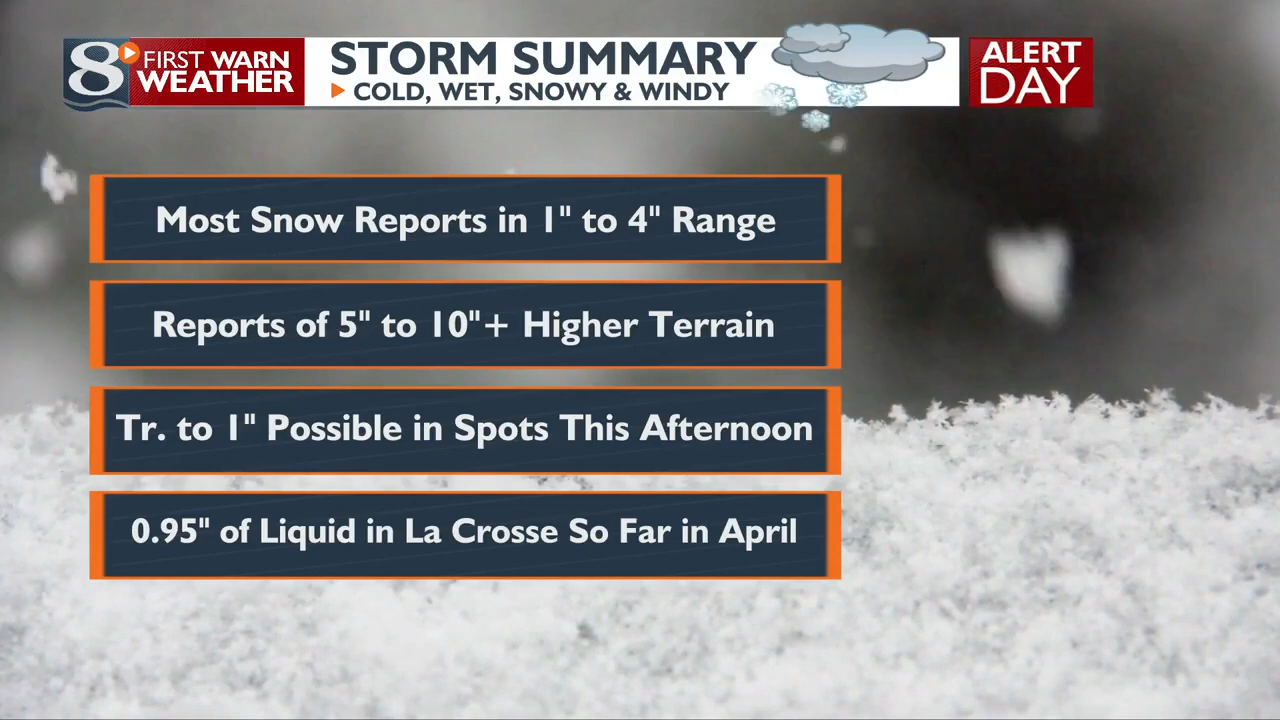 8 FIRST WARN
WEATHER
STORM SUMMARY
COLD, WET, SNOWY & WINDY
ALERT
DAY
Most Snow Reports in 1" to 4" Range
Reports of 5" to 10"+ Higher Terrain
Tr. to 1" Possible in Spots This Afternoon
0.95" of Liquid in La Crosse So Far in April